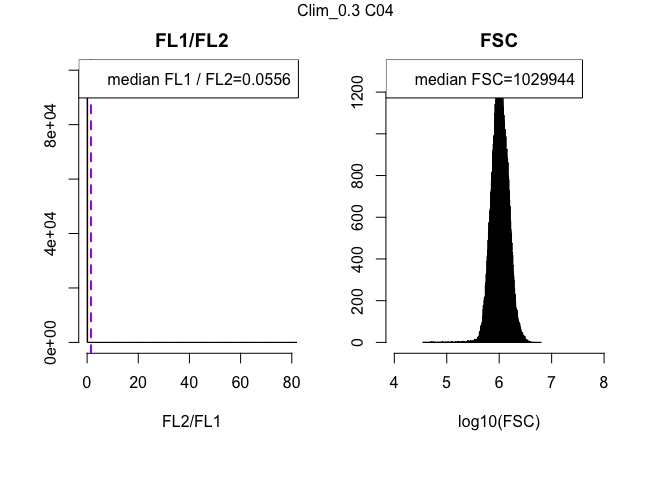 Clim_0.3 C04
FL1/FL2
median FL1 / FL2=0.0556
0e+00
4e+04
8e+04
0 20 40 60 80
FL2/FL1
FSC
median FSC=1029944
0 200 400 600 800 1200
4 5 6 7 8
log10(FSC)